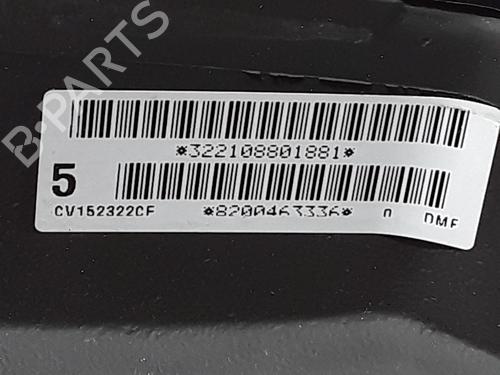 B-PARTS
*322108801881*
5
CV152322CF *8200463336* 0 DMF